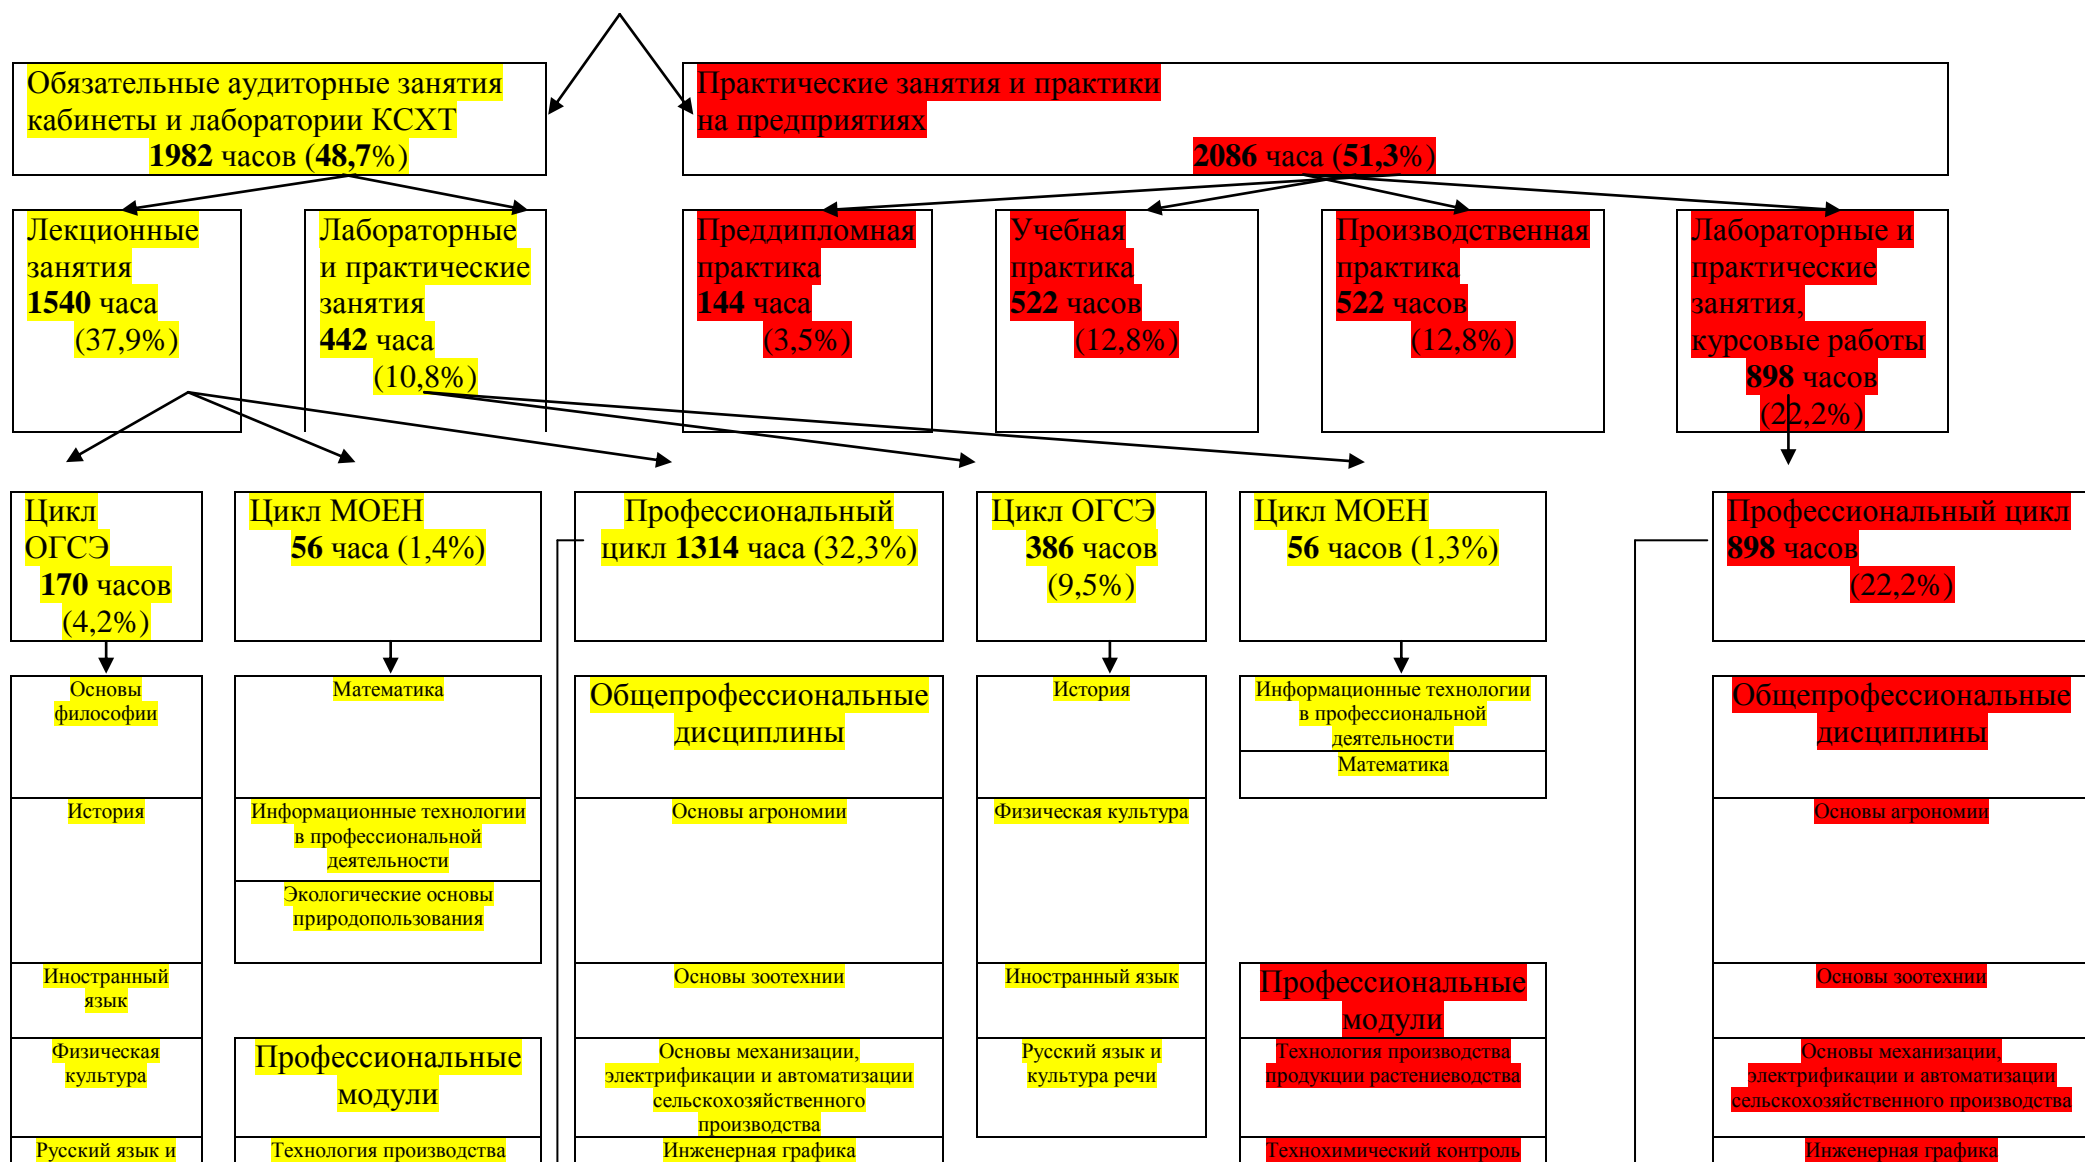 Обязательные аудиторные занятия
кабинеты и лаборатории КСХТ
1982 часов (48,7%)
Практические занятия и практики
на предприятиях
2086 часа (51,3%)
Лекционные
занятия
1540 часа
(37,9%)
Лабораторные
и практические
занятия
442 часа
(10,8%)
Преддипломная
практика
144 часа
(3,5%)
Учебная
практика
522 часов
(12,8%)
Производственная
практика
522 часов
(12,8%)
Лабораторные и
практические
занятия,
курсовые работы
898 часов
(22,2%)
Цикл
ОГСЭ
170 часов
(4,2%)
Цикл МОЕН
56 часа (1,4%)
Профессиональный
цикл 1314 часа (32,3%)
Цикл ОГСЭ
386 часов
(9,5%)
Цикл МОЕН
56 часов (1,3%)
Профессиональный цикл
898 часов
(22,2%)
Основы
философии
История
Иностранный
язык
Физическая
культура
Русский язык и
Математика
Информационные технологии
в профессиональной
деятельности
Экологические основы
природопользования
Профессиональные
модули
Технология производства
Общепрофессиональные
дисциплины
Основы агрономии
Основы зоотехнии
Основы механизации,
электрификации и автоматизации
сельскохозяйственного
производства
Инженерная графика
История
Физическая культура
Иностранный язык
Русский язык и
культура речи
Информационные технологии
в профессиональной
деятельности
Математика
Профессиональные
модули
Технология производства
продукции растениеводства
Технохимический контроль
Общепрофессиональные
дисциплины
Основы агрономии
Основы зоотехнии
Основы механизации,
электрификации и автоматизации
сельскохозяйственного производства
Инженерная графика